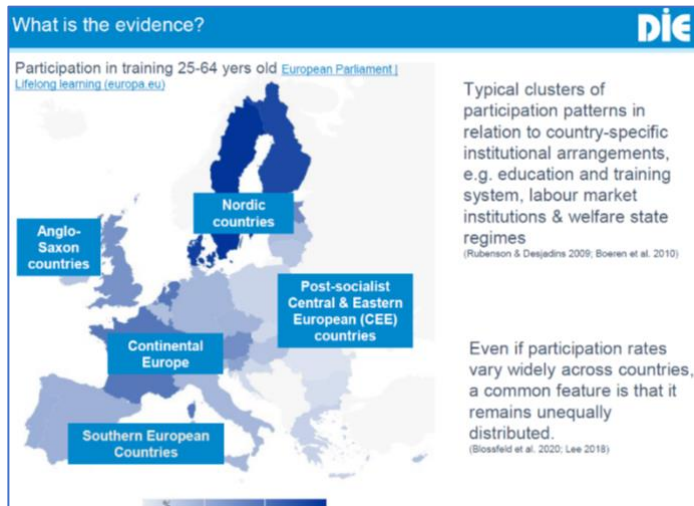 What is the evidence?
DiE
Participation in training 25-64 yers old European Parliament |
Lifelong learning (europa.eu)
Typical clusters of
participation patterns in
relation to country-specific
institutional arrangements,
e.g. education and training
system, labour market
institutions & welfare state
regimes
(Rubenson & Desjadins 2009; Boeren et al. 2010)
Nordic
countries
Anglo-
Saxon
countries
Post-socialist
Central & Eastern
European (CEE)
countries
Continental
Europe
Southern European
Countries
Even if participation rates
vary widely across countries,
a common feature is that it
remains unequally
distributed.
(Blossfeld et al. 2020; Lee 2018)
%